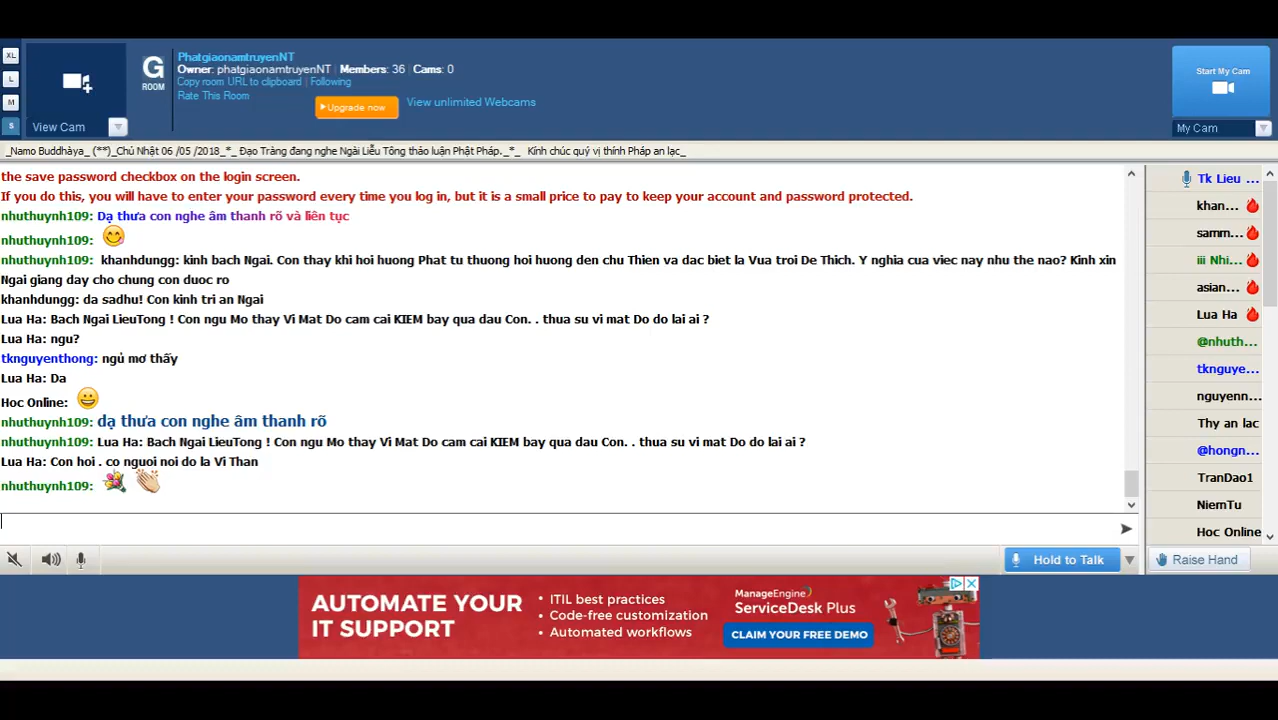 XL
L
M
S
View Cam
G
ROOM
PhatgiaonamtruyenNT
Owner: phatgiaonamtruyenNT Members: 36 Cams: 0
Copy room URL to clipboard | Following
Rate This Room
Upgrade now
View unlimited Webcams
Start My Cam
My Cam
_Namo Buddhàya_ (**)_Chủ Nhật 06 /05 /2018_*_ Đạo Tràng đang nghe Ngài Liễu Tông thảo luận Phật Pháp._*_ Kính chúc quý vị thính Pháp an lạc_
the save password checkbox on the login screen.
If you do this, you will have to enter your password every time you log in, but it is a small price to pay to keep your account and password protected.
nhuthuynh109: Dạ thưa con nghe âm thanh rõ và liên tục
nhuthuynh109:
nhuthuynh109: khanhdungg: kinh bach Ngai. Con thay khi hoi huong Phat tu thuong hoi huong den chu Thien va dac biet la Vua troi De Thich. Y nghia cua viec nay nhu the nao? Kinh xin
Ngai giang day cho chung con duoc ro
khanhdungg: da sadhu! Con kinh tri an Ngai
Lua Ha: Bach Ngai LieuTong ! Con ngu Mo thay Vi Mat Do cam cai KIEM bay qua dau Con. . thua su vi mat Do do lai ai ?
Lua Ha: ngu?
tknguyenthong: ngủ mơ thấy
Lua Ha: Da
Hoc Online:
nhuthuynh109: dạ thưa con nghe âm thanh rõ
nhuthuynh109: Lua Ha: Bach Ngai LieuTong ! Con ngu Mo thay Vi Mat Do cam cai KIEM bay qua dau Con. . thua su vi mat Do do lai ai ?
Lua Ha: Con hoi . co nguoi noi do la Vi Than
nhuthuynh109:
Tk Lieu ...
khan...
samm...
iii Nhi...
asian...
Lua Ha
@nhuth...
tknguye...
nguyenn...
Thy an lac
@hongn...
TranDao1
NiemTu
Hoc Online
Hold to Talk
Raise Hand
AUTOMATE YOUR
IT SUPPORT
• ITIL best practices
• Code-free customization
• Automated workflows
ManageEngine
ServiceDesk Plus
CLAIM YOUR FREE DEMO